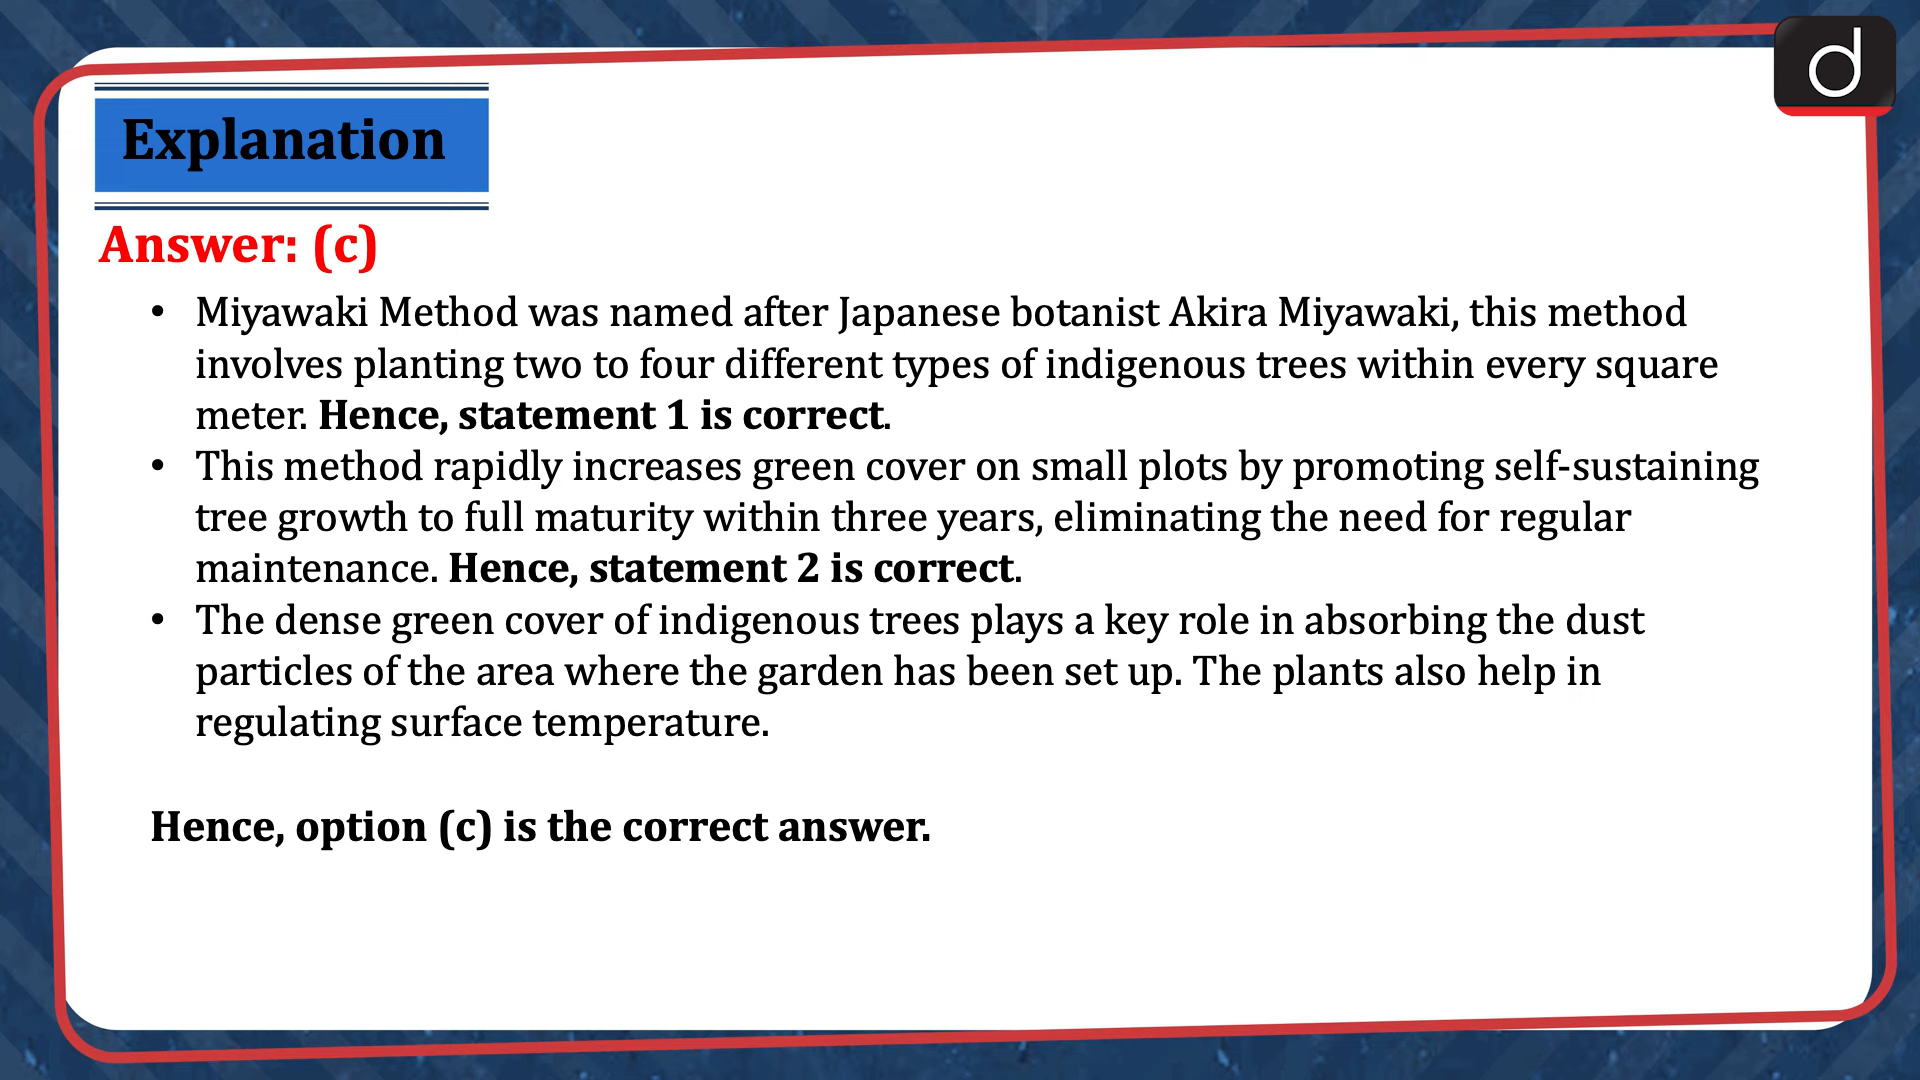 d
Explanation
Answer: (c)
• Miyawaki Method was named after Japanese botanist Akira Miyawaki, this method
involves planting two to four different types of indigenous trees within every square
meter. Hence, statement 1 is correct.
• This method rapidly increases green cover on small plots by promoting self-sustaining
tree growth to full maturity within three years, eliminating the need for regular
maintenance. Hence, statement 2 is correct.
• The dense green cover of indigenous trees plays a key role in absorbing the dust
particles of the area where the garden has been set up. The plants also help in
regulating surface temperature.
Hence, option (c) is the correct answer.